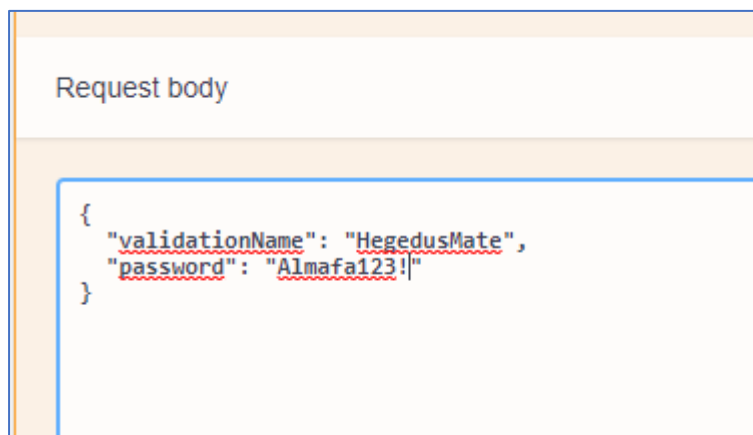 Request body
{
  "validationName": "HegedusMate",
  "password": "Almafa123!"
}